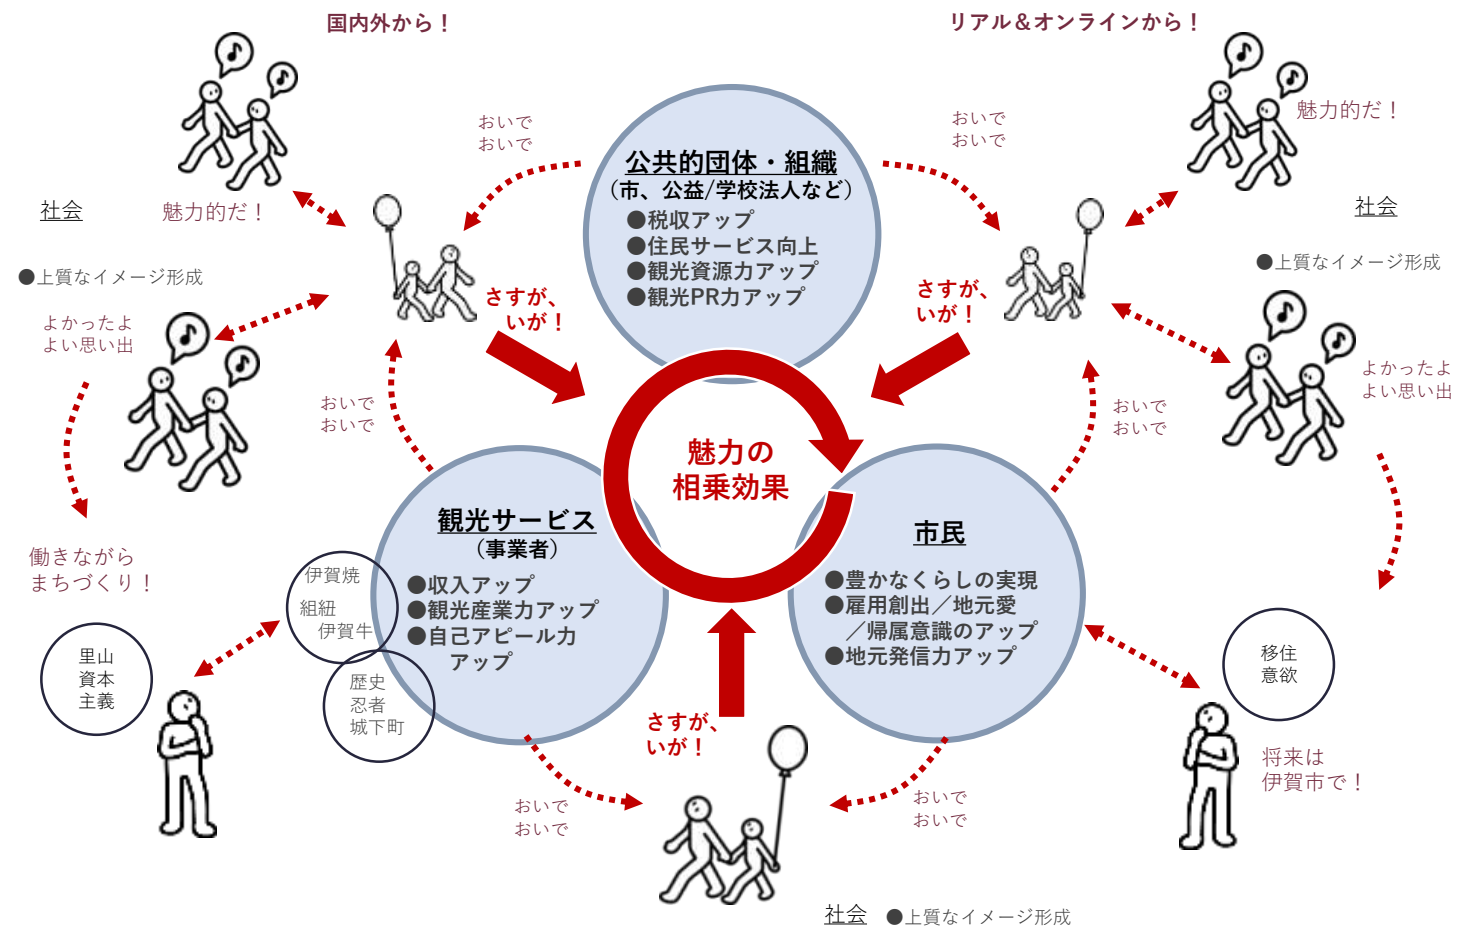 国内外から！
リアル＆オンラインから！
魅力的だ！
おいで
おいで
おいで
おいで
公共的団体・組織
（市、公益/学校法人など）
●税収アップ
●住民サービス向上
●観光資源力アップ
●観光PR力アップ
社会
魅力的だ！
社会
●上質なイメージ形成
●上質なイメージ形成
さすが、
いが！
さすが、
いが！
よかったよ
よい思い出
よかったよ
よい思い出
おいで
おいで
おいで
おいで
魅力の
相乗効果
観光サービス
（事業者）
●収入アップ
●観光産業力アップ
●自己アピール力
アップ
市民
●豊かなくらしの実現
●雇用創出／地元愛
／帰属意識のアップ
●地元発信力アップ
働きながら
まちづくり！
伊賀焼
組紐
伊賀牛
里山
資本
主義
歴史
忍者
城下町
移住
意欲
将来は
伊賀市で！
さすが、
いが！
おいで
おいで
おいで
おいで
社会
●上質なイメージ形成